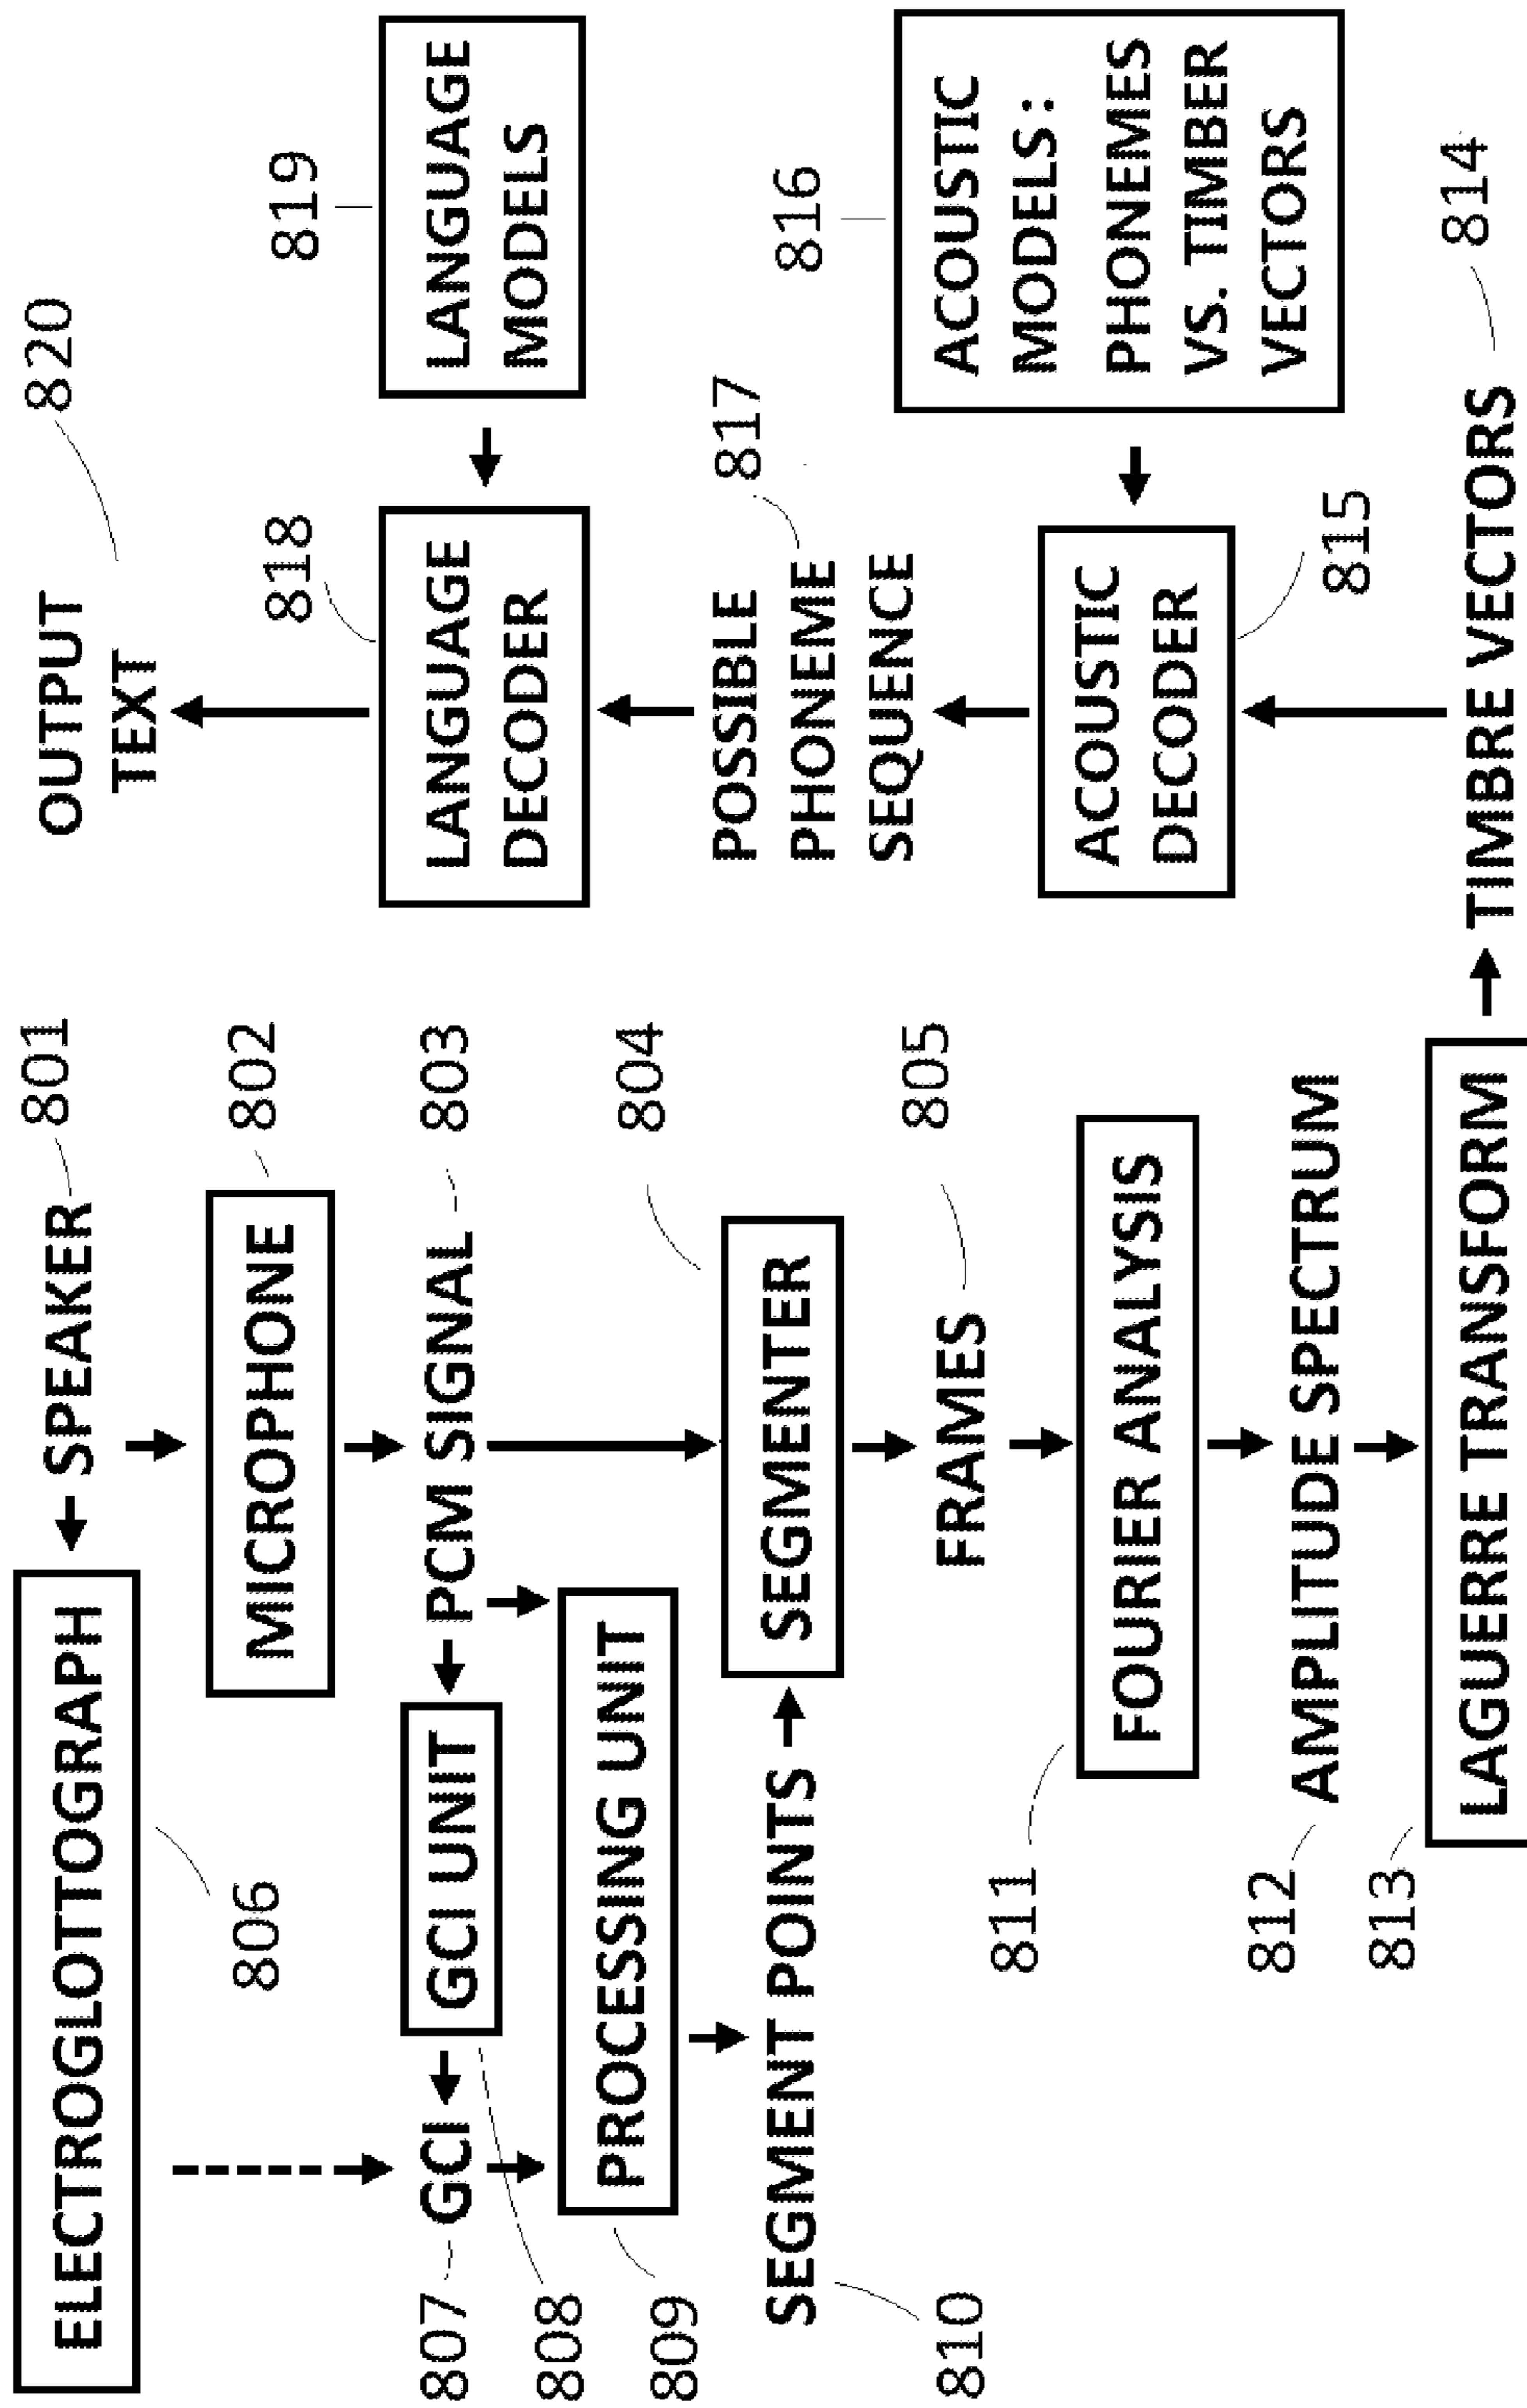 ELECTROGLOTTOGRAPH
SPEAKER
801
806
MICROPHONE
802
807
GCI
GCI UNIT
PCM SIGNAL
803
808
809
PROCESSING UNIT
804
810
SEGMENT POINTS
SEGMENTER
FRAMES
805
811
FOURIER ANALYSIS
812
AMPLITUDE SPECTRUM
813
LAGUERRE TRANSFORM
TIMBRE VECTORS
814
OUTPUT
TEXT
820
818
LANGUAGE
DECODER
819
LANGUAGE
MODELS
POSSIBLE
PHONEME
SEQUENCE
817
ACOUSTIC
DECODER
815
816
ACOUSTIC
MODELS:
PHONEMES
VS. TIMBER
VECTORS